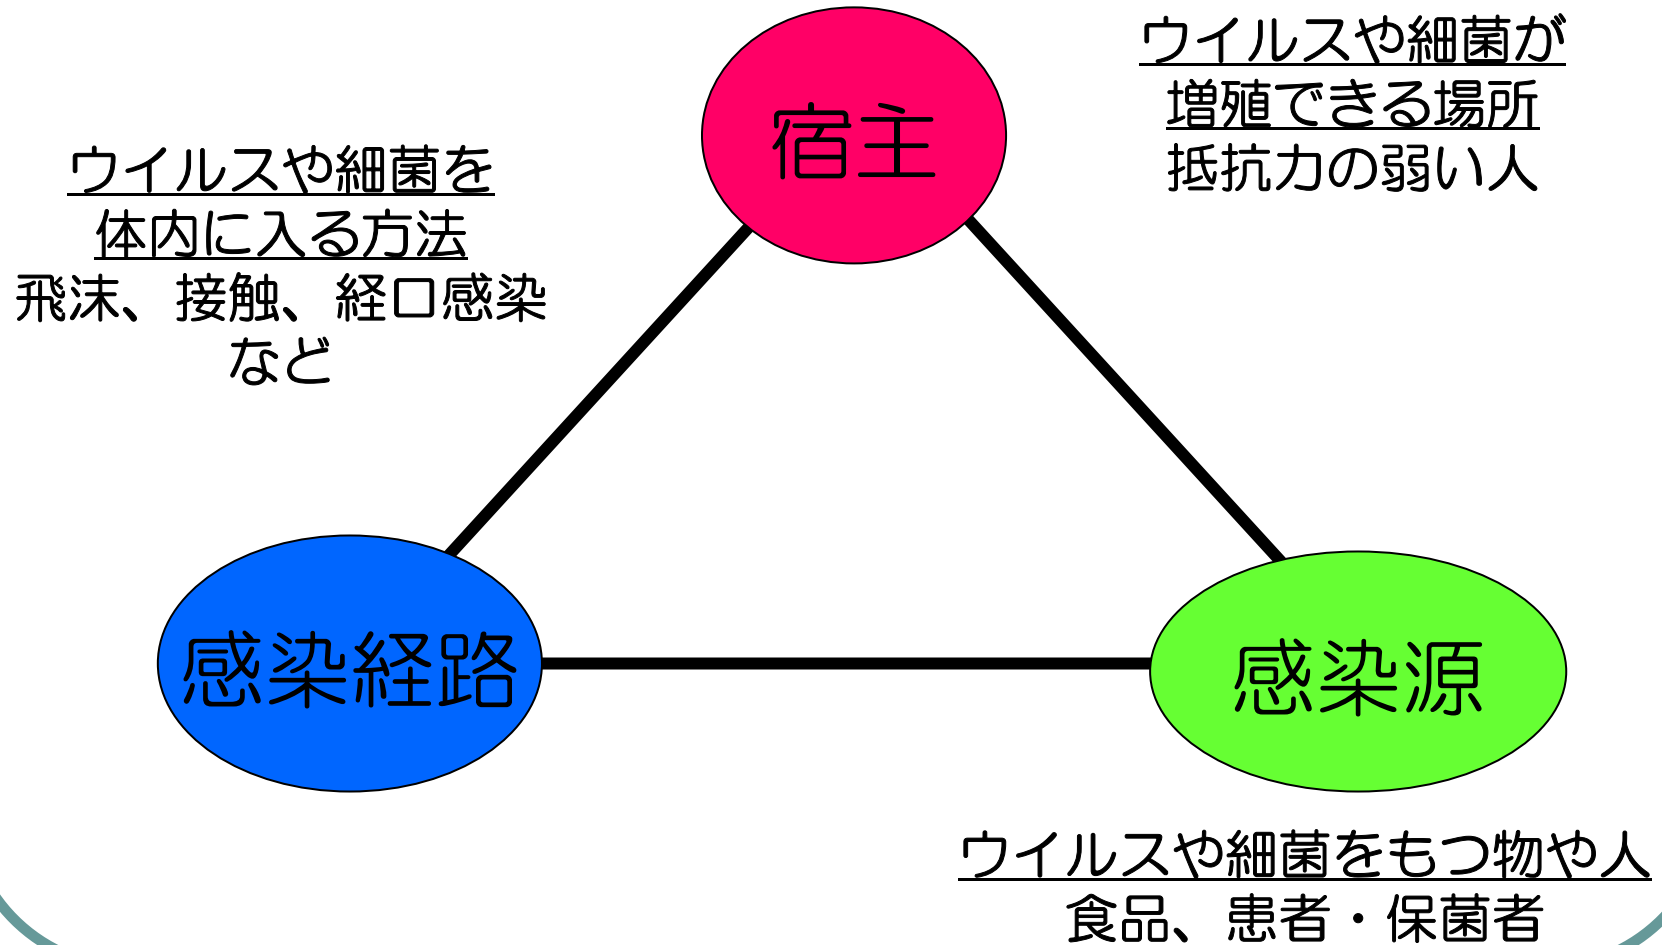 宿主
ウイルスや細菌が
増殖できる場所
抵抗力の弱い人
ウイルスや細菌を
体内に入る方法
飛沫、接触、経口感染
など
感染経路
感染源
ウイルスや細菌をもつ物や人
食品、患者・保菌者